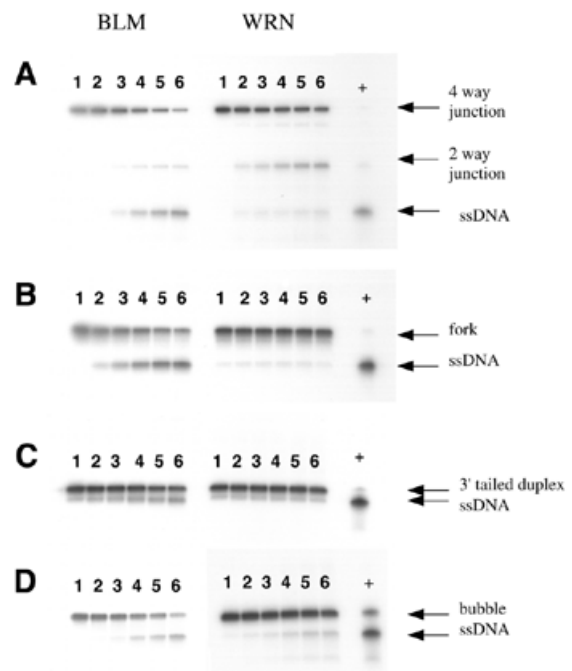 BLM WRN
A
1 2 3 4 5 6 1 2 3 4 5 6 +
4 way
junction
2 way
junction
ssDNA
B
1 2 3 4 5 6 1 2 3 4 5 6 +
fork
ssDNA
C
1 2 3 4 5 6 1 2 3 4 5 6 +
3' tailed duplex
ssDNA
D
1 2 3 4 5 6 1 2 3 4 5 6 +
bubble
ssDNA